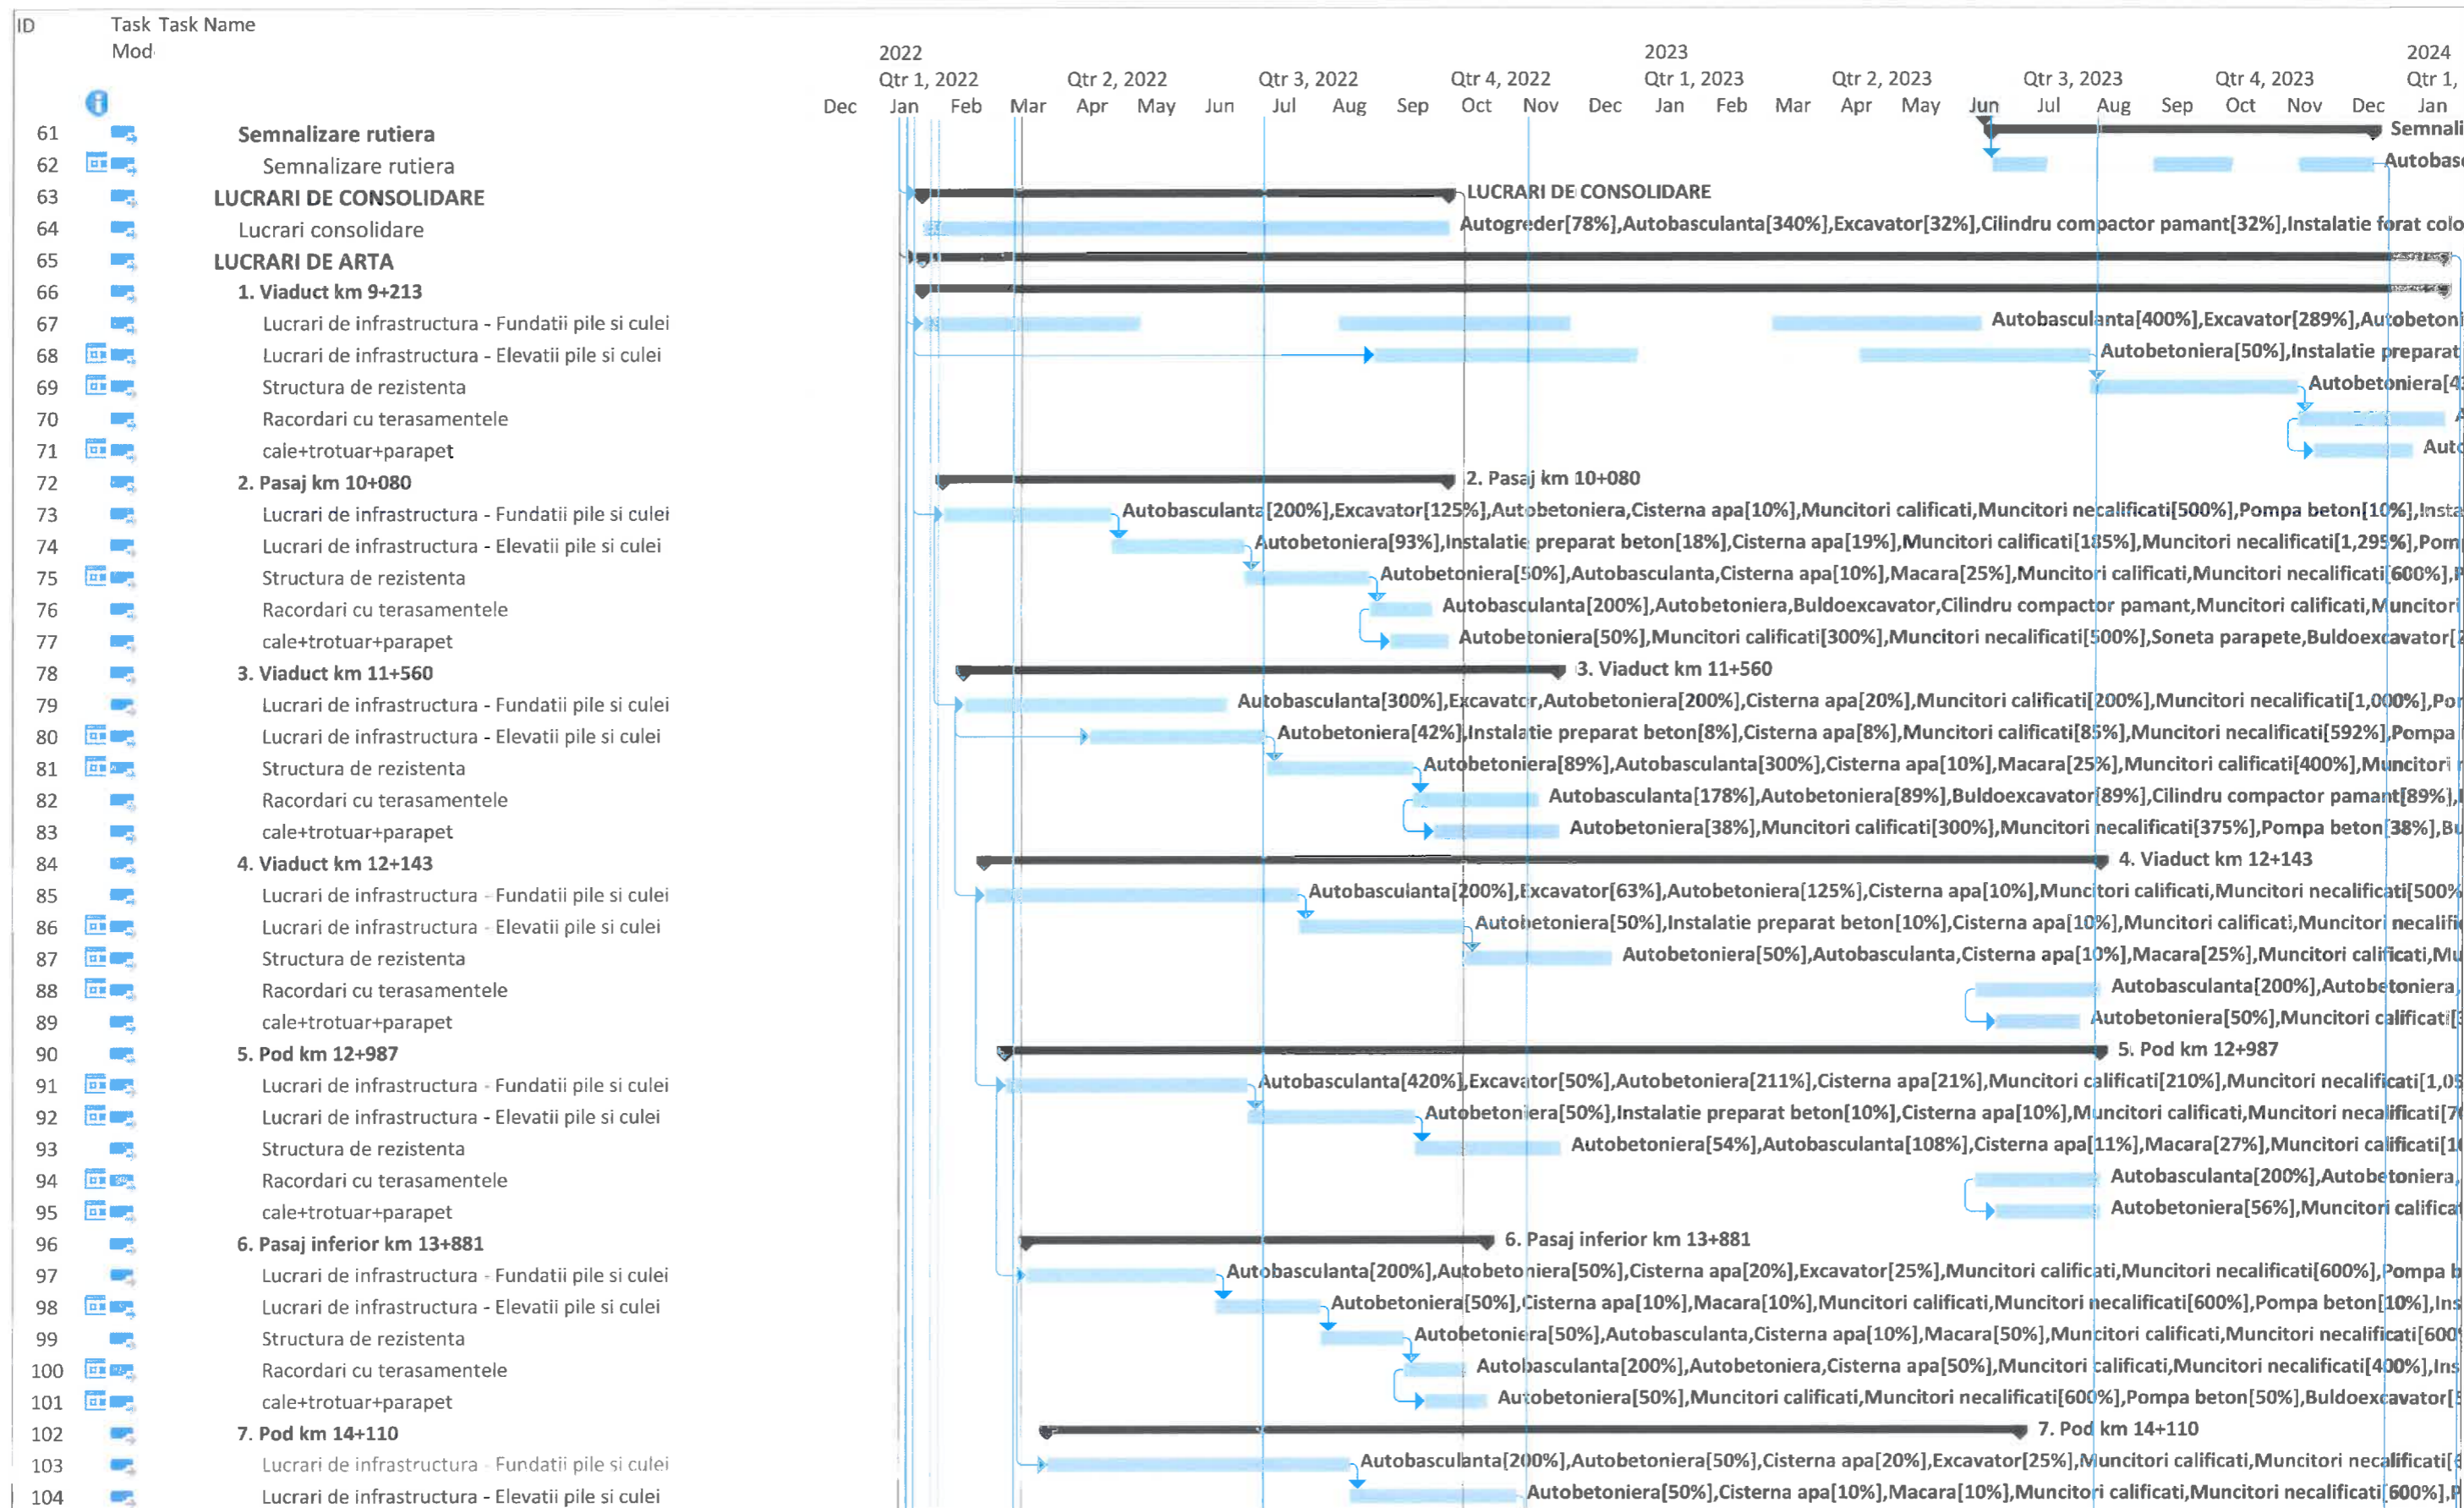 ID Task Task Name
Mod
2022 2023 2024
Qtr 1, 2022 Qtr 2, 2022 Qtr 3, 2022 Qtr 4, 2022 Qtr 1, 2023 Qtr 2, 2023 Qtr 3, 2023 Qtr 4, 2023 Qtr 1,
Dec Jan Feb Mar Apr May Jun Jul Aug Sep Oct Nov Dec Jan Feb Mar Apr May Jun Jul Aug Sep Oct Nov Dec Jan
61 Semnalizare rutiera Semnali
62 Semnalizare rutiera Autobasc
63 LUCRARI DE CONSOLIDARE LUCRARI DE CONSOLIDARE
64 Lucrari consolidare Autogreder[78%],Autobasculanta[340%],Excavator[32%],Cilindru compactor pamant[32%],Instalatie forat colo
65 LUCRARI DE ARTA
66 1. Viaduct km 9+213
67 Lucrari de infrastructura - Fundatii pile si culei Autobasculanta[400%],Excavator[289%],Autobetoni
68 Lucrari de infrastructura - Elevatii pile si culei Autobetoniera[50%],Instalatie preparat
69 Structura de rezistenta Autobetoniera[4
70 Racordari cu terasamentele
71 cale+trotuar+parapet Auto
72 2. Pasaj km 10+080 2. Pasaj km 10+080
73 Lucrari de infrastructura - Fundatii pile si culei Autobasculanta[200%],Excavator[125%],Autobetoniera,Cisterna apa[10%],Muncitori calificati,Muncitori necalificati[500%],Pompa beton[10%],Insta
74 Lucrari de infrastructura - Elevatii pile si culei Autobetoniera[93%],Instalatie preparat beton[18%],Cisterna apa[19%],Muncitori calificati[185%],Muncitori necalificati[1,295%],Pom
75 Structura de rezistenta Autobetoniera[50%],Autobasculanta,Cisterna apa[10%],Macara[25%],Muncitori calificati,Muncitori necalificati[600%],P
76 Racordari cu terasamentele Autobasculanta[200%],Autobetoniera,Buldoexcavator,Cilindru compactor pamant,Muncitori calificati,Muncitori
77 cale+trotuar+parapet Autobetoniera[50%],Muncitori calificati[300%],Muncitori necalificati[500%],Soneta parapete,Buldoexcavator[2
78 3. Viaduct km 11+560 3. Viaduct km 11+560
79 Lucrari de infrastructura - Fundatii pile si culei Autobasculanta[300%],Excavator,Autobetoniera[200%],Cisterna apa[20%],Muncitori calificati[200%],Muncitori necalificati[1,000%],Por
80 Lucrari de infrastructura - Elevatii pile si culei Autobetoniera[42%],Instalatie preparat beton[8%],Cisterna apa[8%],Muncitori calificati[85%],Muncitori necalificati[592%],Pompa
81 Structura de rezistenta Autobetoniera[89%],Autobasculanta[300%],Cisterna apa[10%],Macara[25%],Muncitori calificati[400%],Muncitori
82 Racordari cu terasamentele Autobasculanta[178%],Autobetoniera[89%],Buldoexcavator[89%],Cilindru compactor pamant[89%],
83 cale+trotuar+parapet Autobetoniera[38%],Muncitori calificati[300%],Muncitori necalificati[375%],Pompa beton[38%],Bu
84 4. Viaduct km 12+143 4. Viaduct km 12+143
85 Lucrari de infrastructura - Fundatii pile si culei Autobasculanta[200%],Excavator[63%],Autobetoniera[125%],Cisterna apa[10%],Muncitori calificati,Muncitori necalificati[500%
86 Lucrari de infrastructura - Elevatii pile si culei Autobetoniera[50%],Instalatie preparat beton[10%],Cisterna apa[10%],Muncitori calificati,Muncitori necalifi
87 Structura de rezistenta Autobetoniera[50%],Autobasculanta,Cisterna apa[10%],Macara[25%],Muncitori calificati,Mu
88 Racordari cu terasamentele Autobasculanta[200%],Autobetoniera,
89 cale+trotuar+parapet Autobetoniera[50%],Muncitori calificati[
90 5. Pod km 12+987 5. Pod km 12+987
91 Lucrari de infrastructura - Fundatii pile si culei Autobasculanta[420%],Excavator[50%],Autobetoniera[211%],Cisterna apa[21%],Muncitori calificati[210%],Muncitori necalificati[1,05
92 Lucrari de infrastructura - Elevatii pile si culei Autobetoniera[50%],Instalatie preparat beton[10%],Cisterna apa[10%],Muncitori calificati,Muncitori necalificati[7
93 Structura de rezistenta Autobetoniera[54%],Autobasculanta[108%],Cisterna apa[11%],Macara[27%],Muncitori calificati[1
94 Racordari cu terasamentele Autobasculanta[200%],Autobetoniera,
95 cale+trotuar+parapet Autobetoniera[56%],Muncitori calificat
96 6. Pasaj inferior km 13+881 6. Pasaj inferior km 13+881
97 Lucrari de infrastructura - Fundatii pile si culei Autobasculanta[200%],Autobetoniera[50%],Cisterna apa[20%],Excavator[25%],Muncitori calificati,Muncitori necalificati[600%],Pompa b
98 Lucrari de infrastructura - Elevatii pile si culei Autobetoniera[50%],Cisterna apa[10%],Macara[10%],Muncitori calificati,Muncitori necalificati[600%],Pompa beton[10%],Ins
99 Structura de rezistenta Autobetoniera[50%],Autobasculanta,Cisterna apa[10%],Macara[50%],Muncitori calificati,Muncitori necalificati[600
100 Racordari cu terasamentele Autobasculanta[200%],Autobetoniera,Cisterna apa[50%],Muncitori calificati,Muncitori necalificati[400%],Ins
101 cale+trotuar+parapet Autobetoniera[50%],Muncitori calificati,Muncitori necalificati[600%],Pompa beton[50%],Buldoexcavator[
102 7. Pod km 14+110 7. Pod km 14+110
103 Lucrari de infrastructura - Fundatii pile si culei Autobasculanta[200%],Autobetoniera[50%],Cisterna apa[20%],Excavator[25%],Muncitori calificati,Muncitori necalificati[
104 Lucrari de infrastructura - Elevatii pile si culei Autobetoniera[50%],Cisterna apa[10%],Macara[10%],Muncitori calificati,Muncitori necalificati[600%],